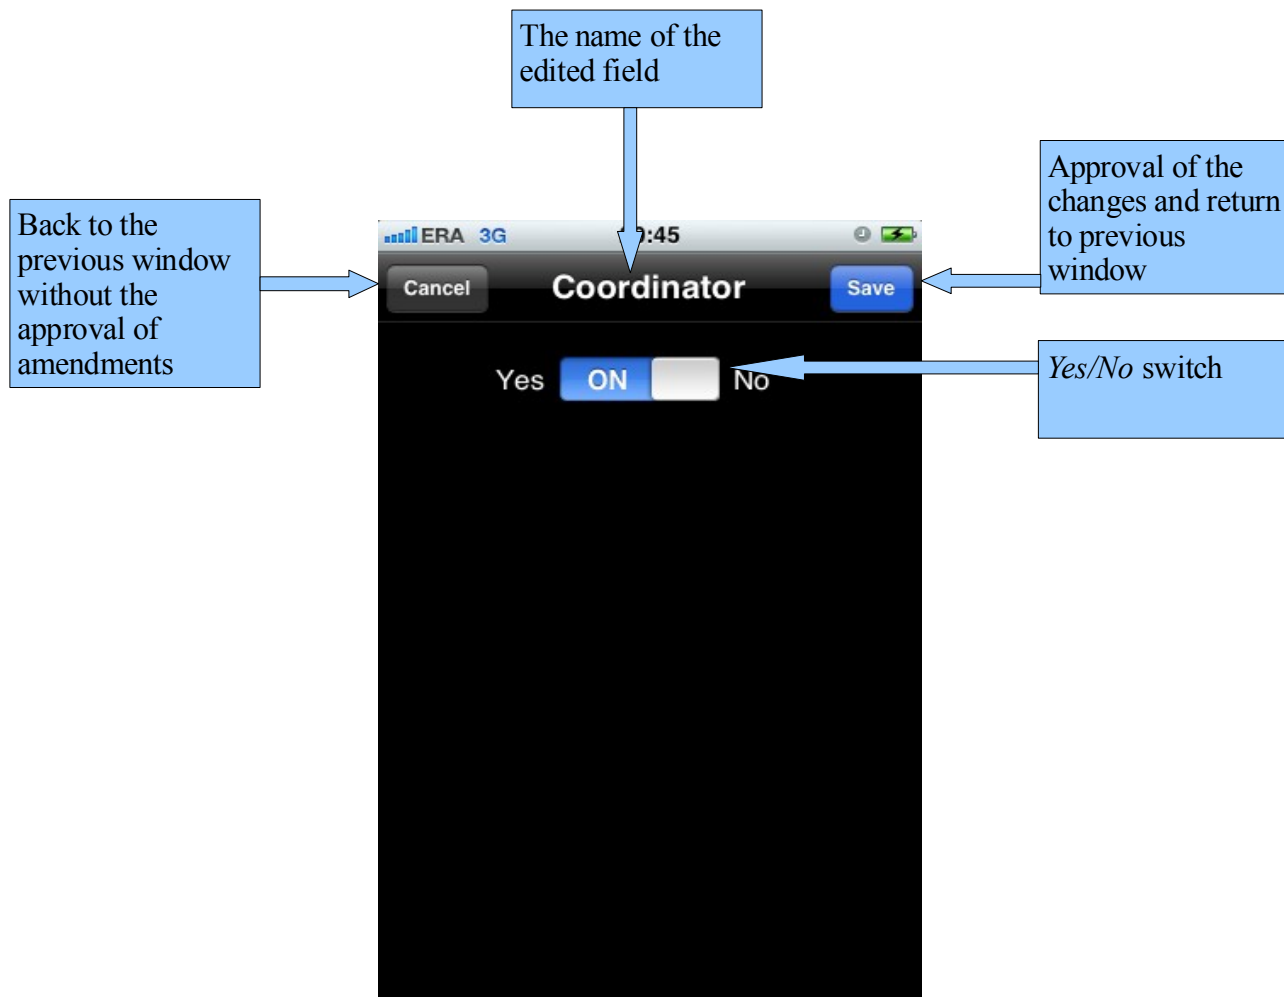 The name of the
edited field
Approval of the
changes and return
to previous
window
Back to the
previous window
without the
approval of
amendments
ERA 3G
:45
Cancel
Coordinator
Save
Yes
ON
No
Yes/No switch